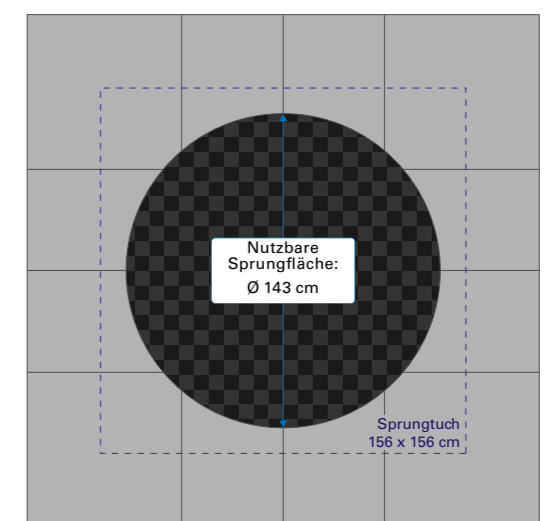 Nutzbare
Sprungfläche:
Ø 143 cm
Sprungtuch
156 x 156 cm